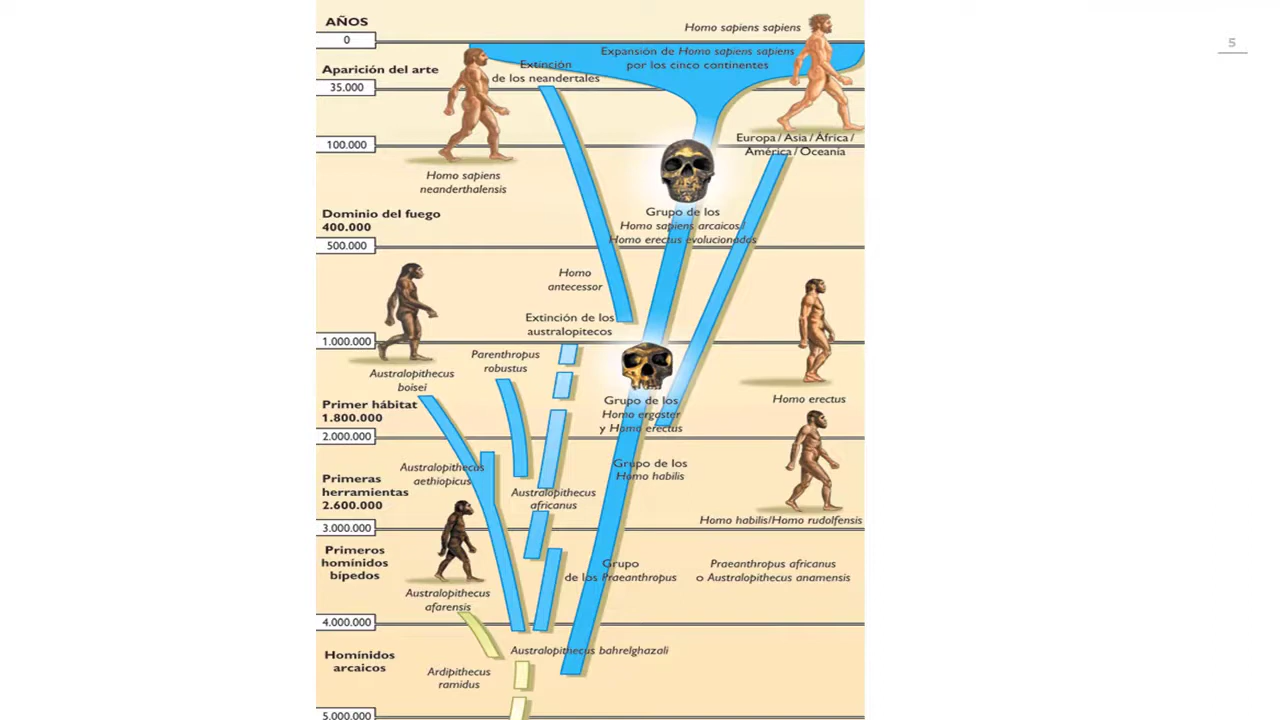 AÑOS
0
Homo sapiens sapiens
5
Expansión de Homo sapiens sapiens
por los cinco continentes
Extinción
de los neandertales
Aparición del arte
35.000
100.000
Europa / Asia / África /
América / Oceanía
Homo sapiens
neanderthalensis
Dominio del fuego
400.000
Grupo de los
Homo sapiens arcaicos/
Homo erectus evolucionados
500.000
Homo
antecessor
Extinción de los
australopitecos
1.000.000
Parenthropus
robustus
Australopithecus
boisei
Homo erectus
Primer hábitat
1.800.000
Grupo de los
Homo ergaster
y Homo erectus
2.000.000
Australopithecus
aethiopicus
Grupo de los
Homo habilis
Primeras
herramientas
2.600.000
Australopithecus
africanus
Homo habilis/Homo rudolfensis
3.000.000
Primeros
homínidos
bípedos
Grupo
de los Praeanthropus
Praeanthropus africanus
o Australopithecus anamensis
Australopithecus
afarensis
4.000.000
Homínidos
arcaicos
Australopithecus bahrelghazali
Ardipithecus
ramidus
5.000.000